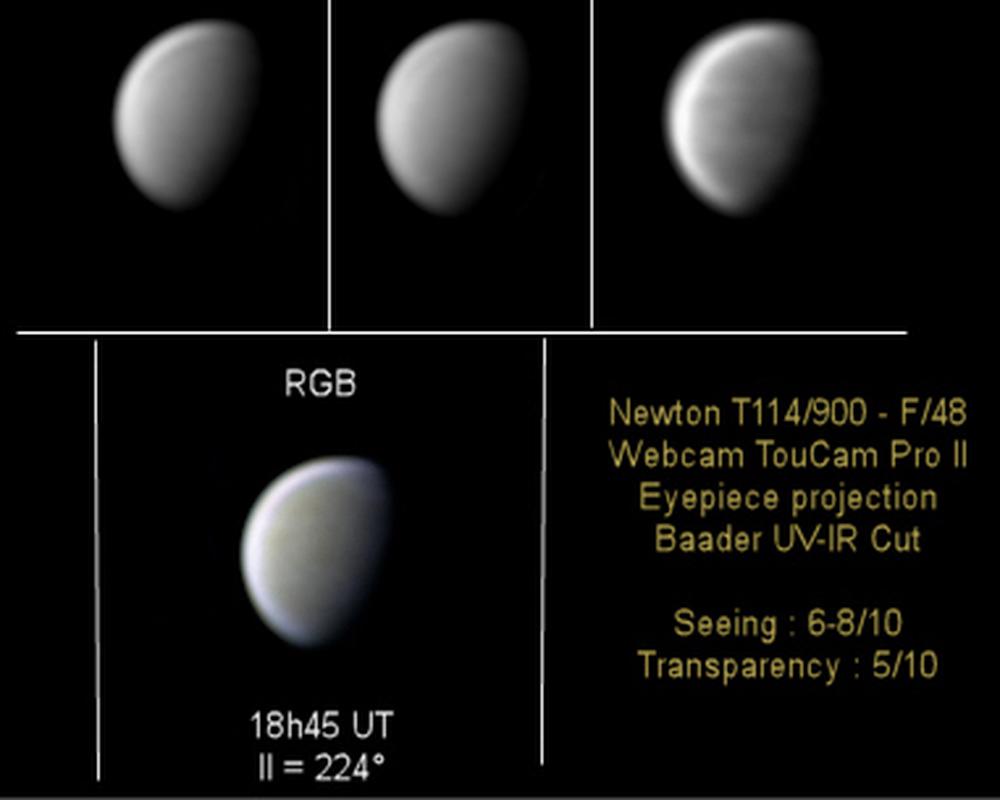 RGB
18h45 UT
II = 224°
Newton T114/900 - F/48
Webcam TouCam Pro II
Eyepiece projection
Baader UV-IR Cut
Seeing : 6-8/10
Transparency : 5/10